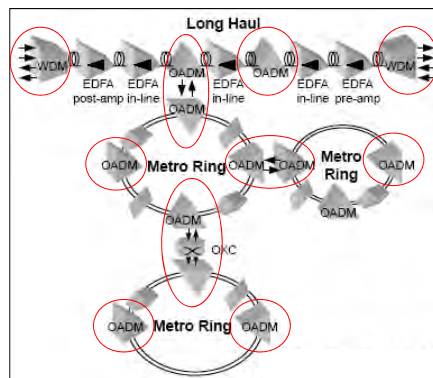 Long Haul
WDM
OADM
OADM
WDM
EDFA
post-amp
EDFA
in-line
EDFA
in-line
EDFA
in-line
EDFA
pre-amp
OADM
OADM
Metro Ring
OADM
OADM
Metro
Ring
OADM
OADM
OADM
OXC
OADM
Metro Ring
OADM